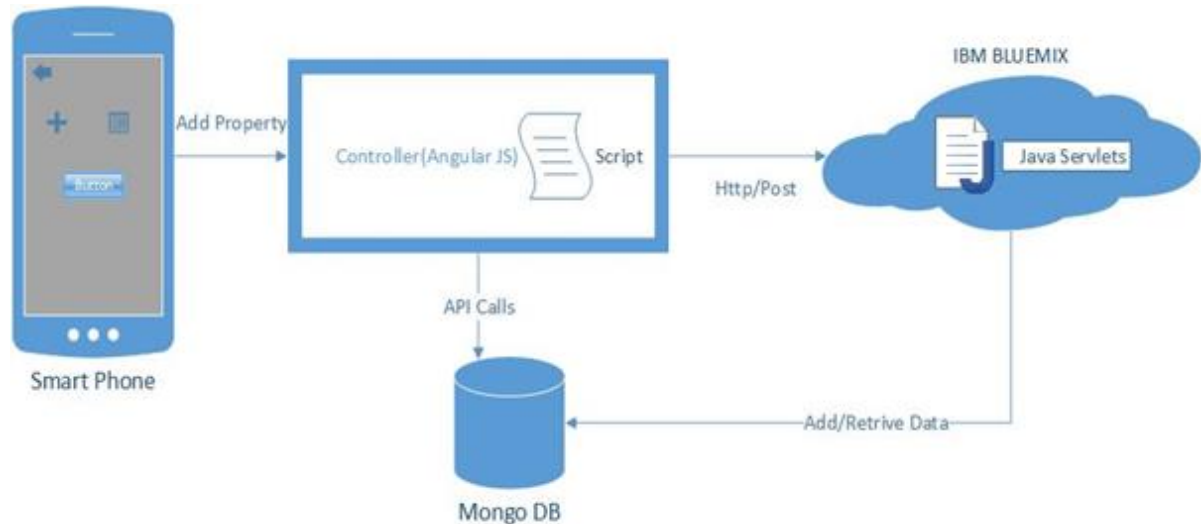 IBM BLUEMIX
Add Property
Controller(Angular JS)
Script
Java Servlets
Http/Post
Button
API Calls
Smart Phone
Add/Retrive Data
Mongo DB